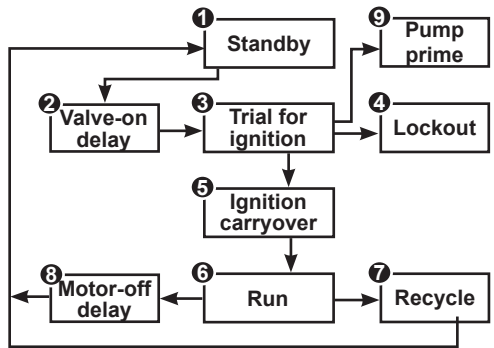 1
Standby
9
Pump
prime
2
Valve-on
delay
3
Trial for
ignition
4
Lockout
5
Ignition
carryover
8
Motor-off
delay
6
Run
7
Recycle